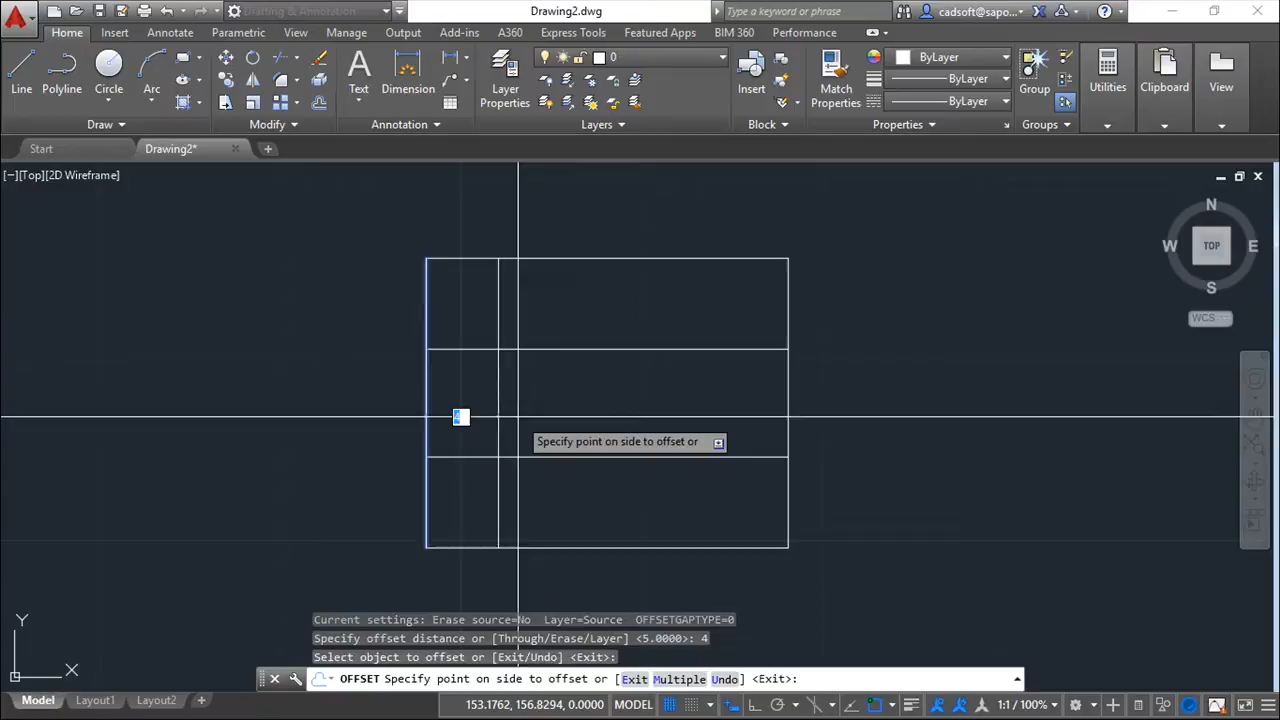 Drafting & Annotation
Drawing2.dwg
Type a keyword or phrase
cadsoft@sapo...
Home Insert Annotate Parametric View Manage Output Add-ins A360 Express Tools Featured Apps BIM 360 Performance
Line Polyline Circle Arc
Text Dimension
Layer Properties
0
Insert
Match Properties
ByLayer
ByLayer
ByLayer
Group
Utilities
Clipboard
View
Draw Modify Annotation Layers Block Properties Groups
Start Drawing2*
[−][Top][2D Wireframe]
N
W TOP E
S
WCS
Specify point on side to offset or
Current settings: Erase source=No Layer=Source OFFSETGAPTYPE=0
Specify offset distance or [Through/Erase/Layer] <5.0000>: 4
Select object to offset or [Exit/Undo] <Exit>:
OFFSET Specify point on side to offset or [Exit Multiple Undo] <Exit>:
Y
X
Model Layout1 Layout2 +
153.1762, 156.8294, 0.0000 MODEL 1:1 / 100%